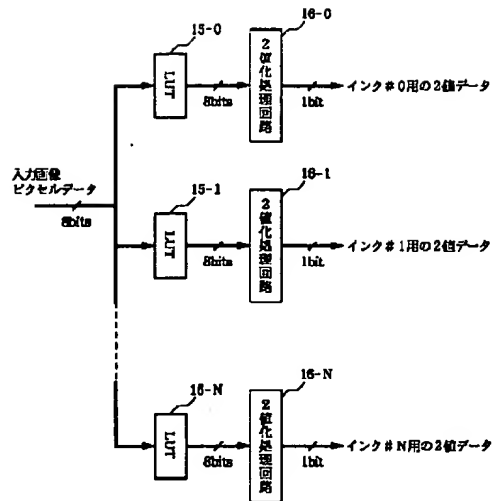 15-0
16-0
LUT
8bits
2値化処理回路
1bit
インク#0用の2値データ
入力画像
ピクセルデータ
8bits
15-1
16-1
LUT
8bits
2値化処理回路
1bit
インク#1用の2値データ
15-N
16-N
LUT
8bits
2値化処理回路
1bit
インク#N用の2値データ